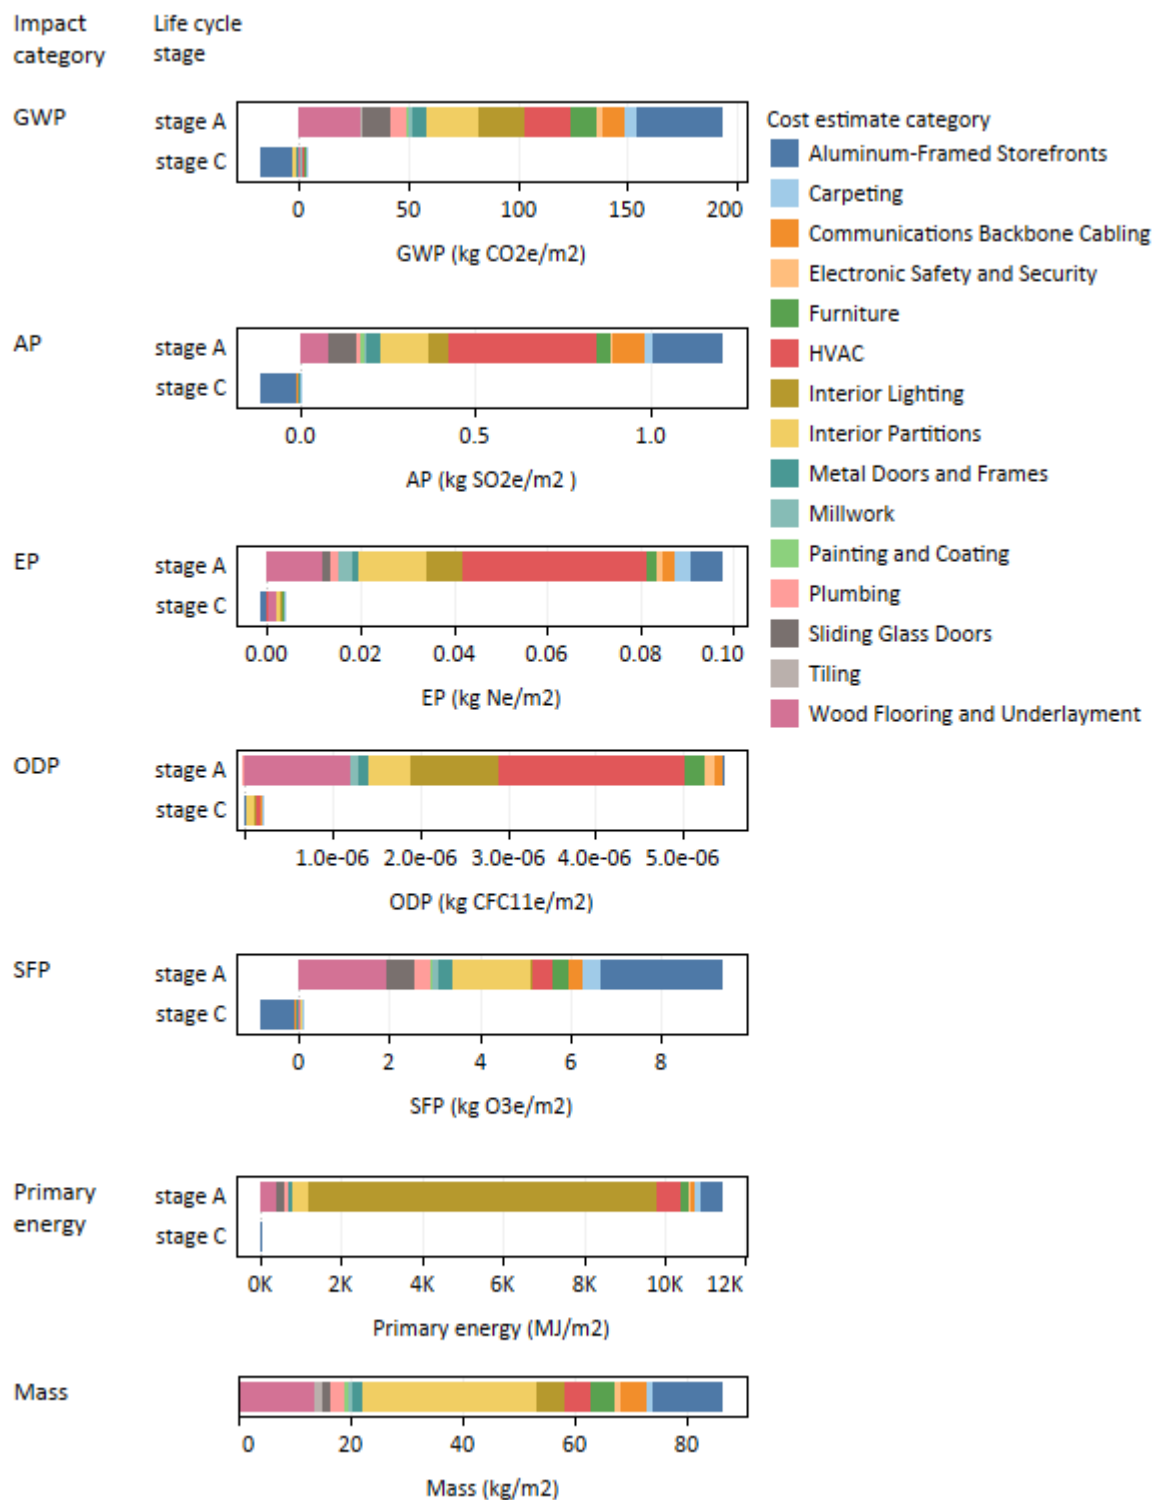 Impact
category
Life cycle
stage
GWP
stage A
stage C
0 50 100 150 200
GWP (kg CO2e/m2)
Cost estimate category
Aluminum-Framed Storefronts
Carpeting
Communications Backbone Cabling
Electronic Safety and Security
Furniture
HVAC
Interior Lighting
Interior Partitions
Metal Doors and Frames
Millwork
Painting and Coating
Plumbing
Sliding Glass Doors
Tiling
Wood Flooring and Underlayment
AP
stage A
stage C
0.0 0.5 1.0
AP (kg SO2e/m2 )
EP
stage A
stage C
0.00 0.02 0.04 0.06 0.08 0.10
EP (kg Ne/m2)
ODP
stage A
stage C
1.0e-06 2.0e-06 3.0e-06 4.0e-06 5.0e-06
ODP (kg CFC11e/m2)
SFP
stage A
stage C
0 2 4 6 8
SFP (kg O3e/m2)
Primary
energy
stage A
stage C
0K 2K 4K 6K 8K 10K 12K
Primary energy (MJ/m2)
Mass
0 20 40 60 80
Mass (kg/m2)